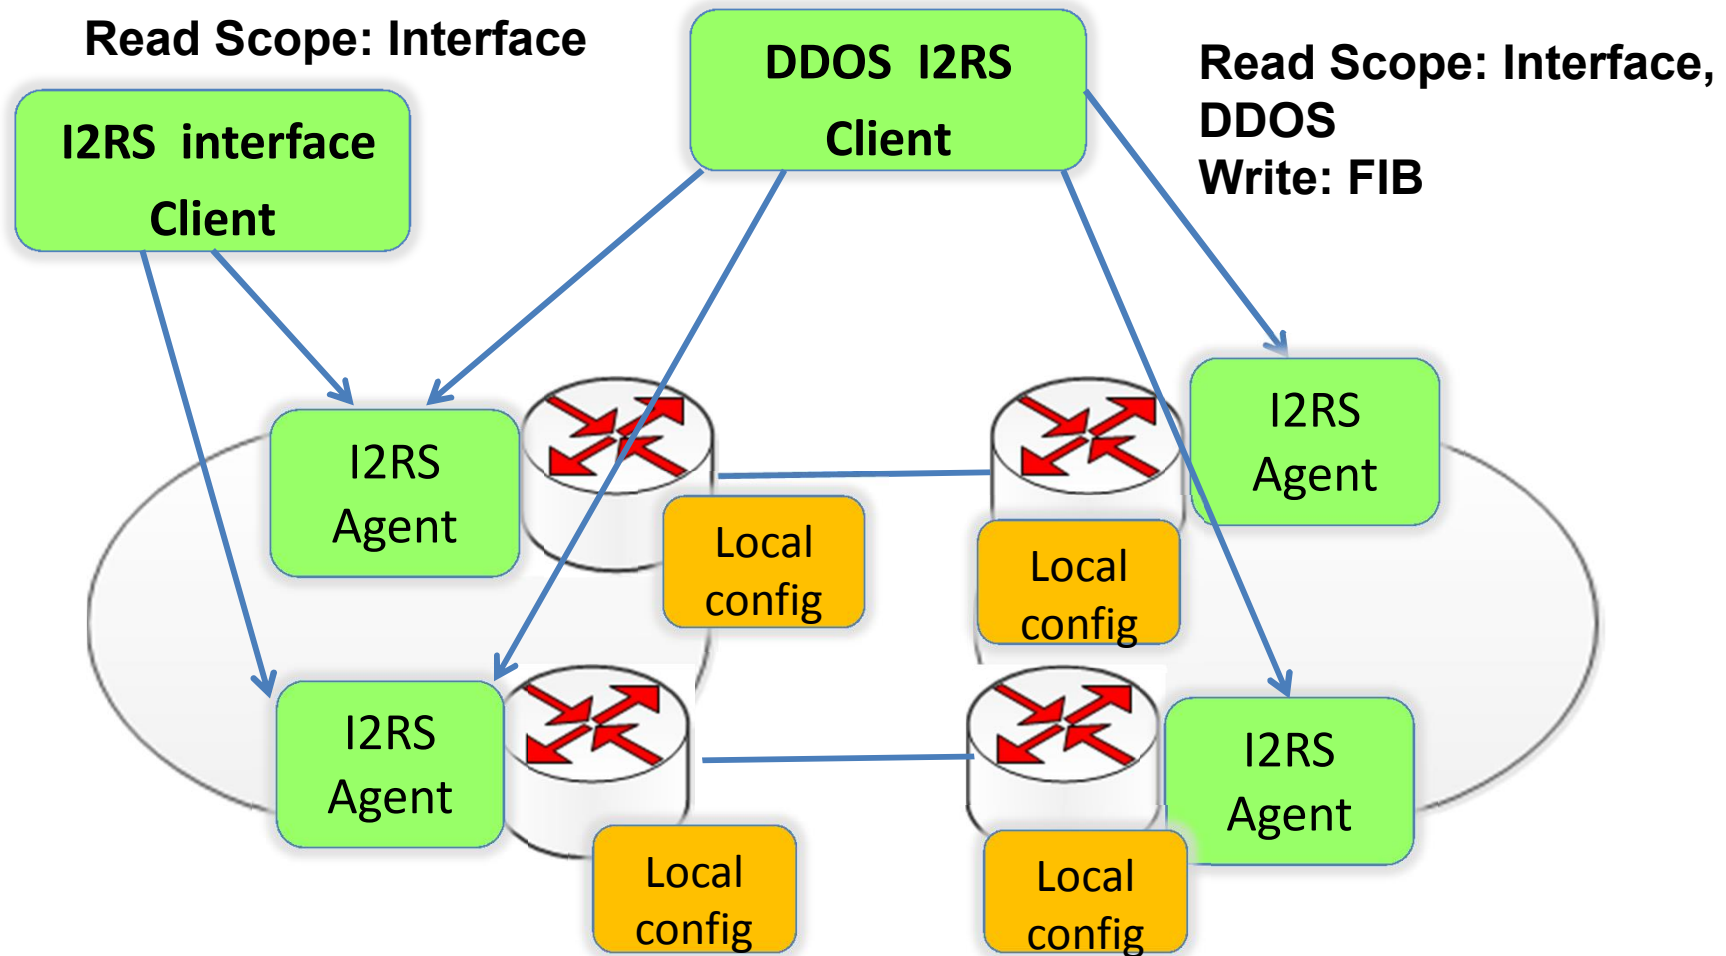 Read Scope: Interface
I2RS interface
Client
DDOS I2RS
Client
Read Scope: Interface,
DDOS
Write: FIB
I2RS
Agent
Local
config
Local
config
I2RS
Agent
I2RS
Agent
Local
config
Local
config
I2RS
Agent